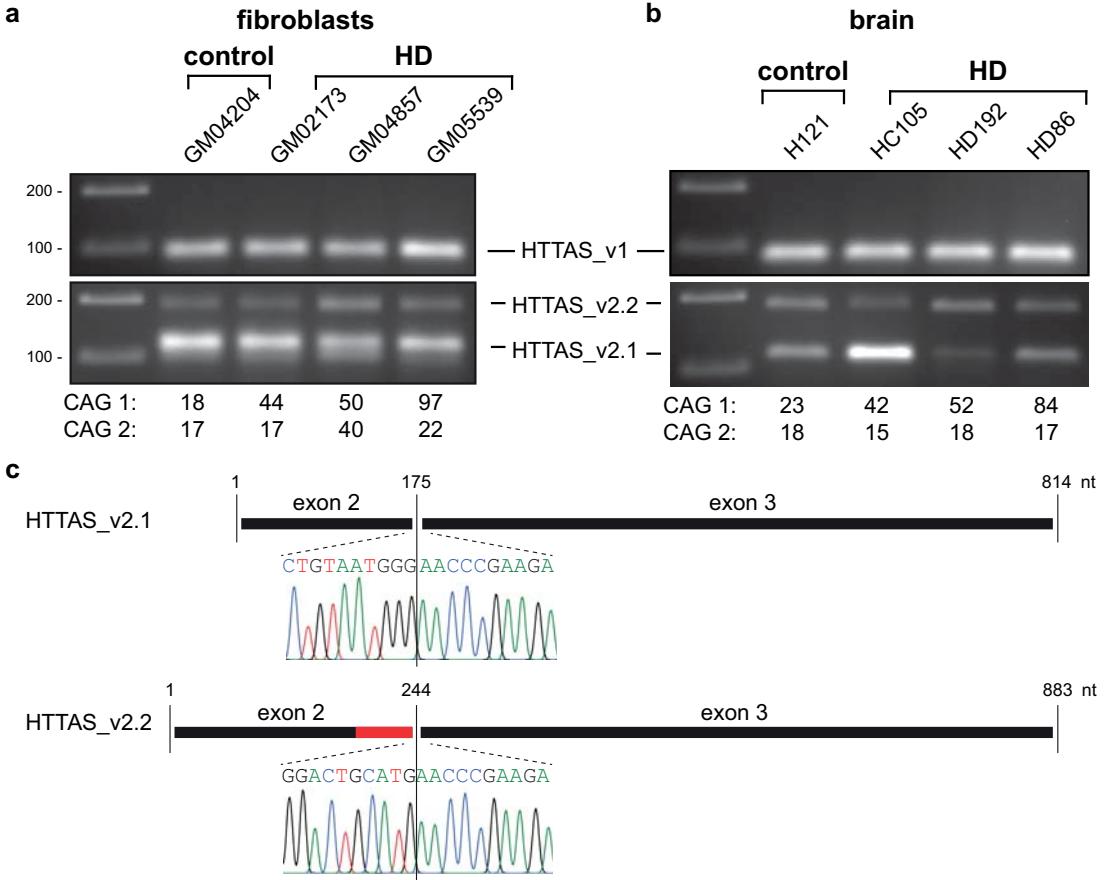 a
fibroblasts
control HD
GM04204 GM02173 GM04857 GM05539
200 -
100 -
200 -
100 -
CAG 1: 18 44 50 97
CAG 2: 17 17 40 22
HTTAS_v1
HTTAS_v2.2
HTTAS_v2.1
b
brain
control HD
H121 HC105 HD192 HD86
CAG 1: 23 42 52 84
CAG 2: 18 15 18 17
c
1 175 814 nt
exon 2 exon 3
HTTAS_v2.1
CTGTAATGGGAACCCGAAGA
1 244 883 nt
exon 2 exon 3
HTTAS_v2.2
GGACTGCATGAACCCGAAGA